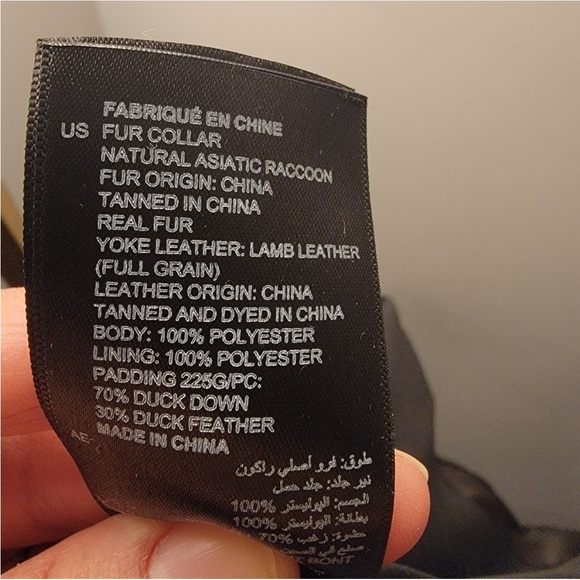 FABRIQUÉ EN CHINE
US FUR COLLAR
NATURAL ASIATIC RACCOON
FUR ORIGIN: CHINA
TANNED IN CHINA
REAL FUR
YOKE LEATHER: LAMB LEATHER
(FULL GRAIN)
LEATHER ORIGIN: CHINA
TANNED AND DYED IN CHINA
BODY: 100% POLYESTER
LINING: 100% POLYESTER
PADDING 225G/PC:
70% DUCK DOWN
30% DUCK FEATHER
MADE IN CHINA
AE:
طوق: فرو أصلي راكون
نير جلد: جلد حمل
الجسم: البوليستر 100%
بطانة: البوليستر 100%
حشوة: زغب 70%